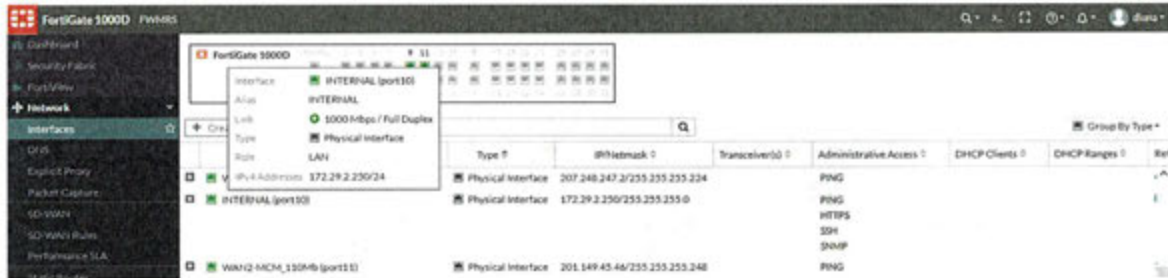 FortiGate 1000D FWMRS
diana
Dashboard
Security Fabric
FortiView
Network
Interfaces
DNS
Explicit Proxy
Packet Capture
SD-WAN
SD-WAN Rules
Performance SLA
Static Routes
FortiGate 1000D
9 11
Interface INTERNAL (port10)
Alias INTERNAL
Link 1000 Mbps / Full Duplex
Type Physical Interface
Role LAN
IPv4 Addresses 172.29.2.250/24
Group By Type
Type IP/Netmask Transceiver(s) Administrative Access DHCP Clients DHCP Ranges
Physical Interface 207.248.247.2/255.255.255.224 PING
INTERNAL (port10) Physical Interface 172.29.2.250/255.255.255.0 PING
HTTPS
SSH
SNMP
WAN2-MCM_110Mb (port11) Physical Interface 201.149.45.46/255.255.255.248 PING